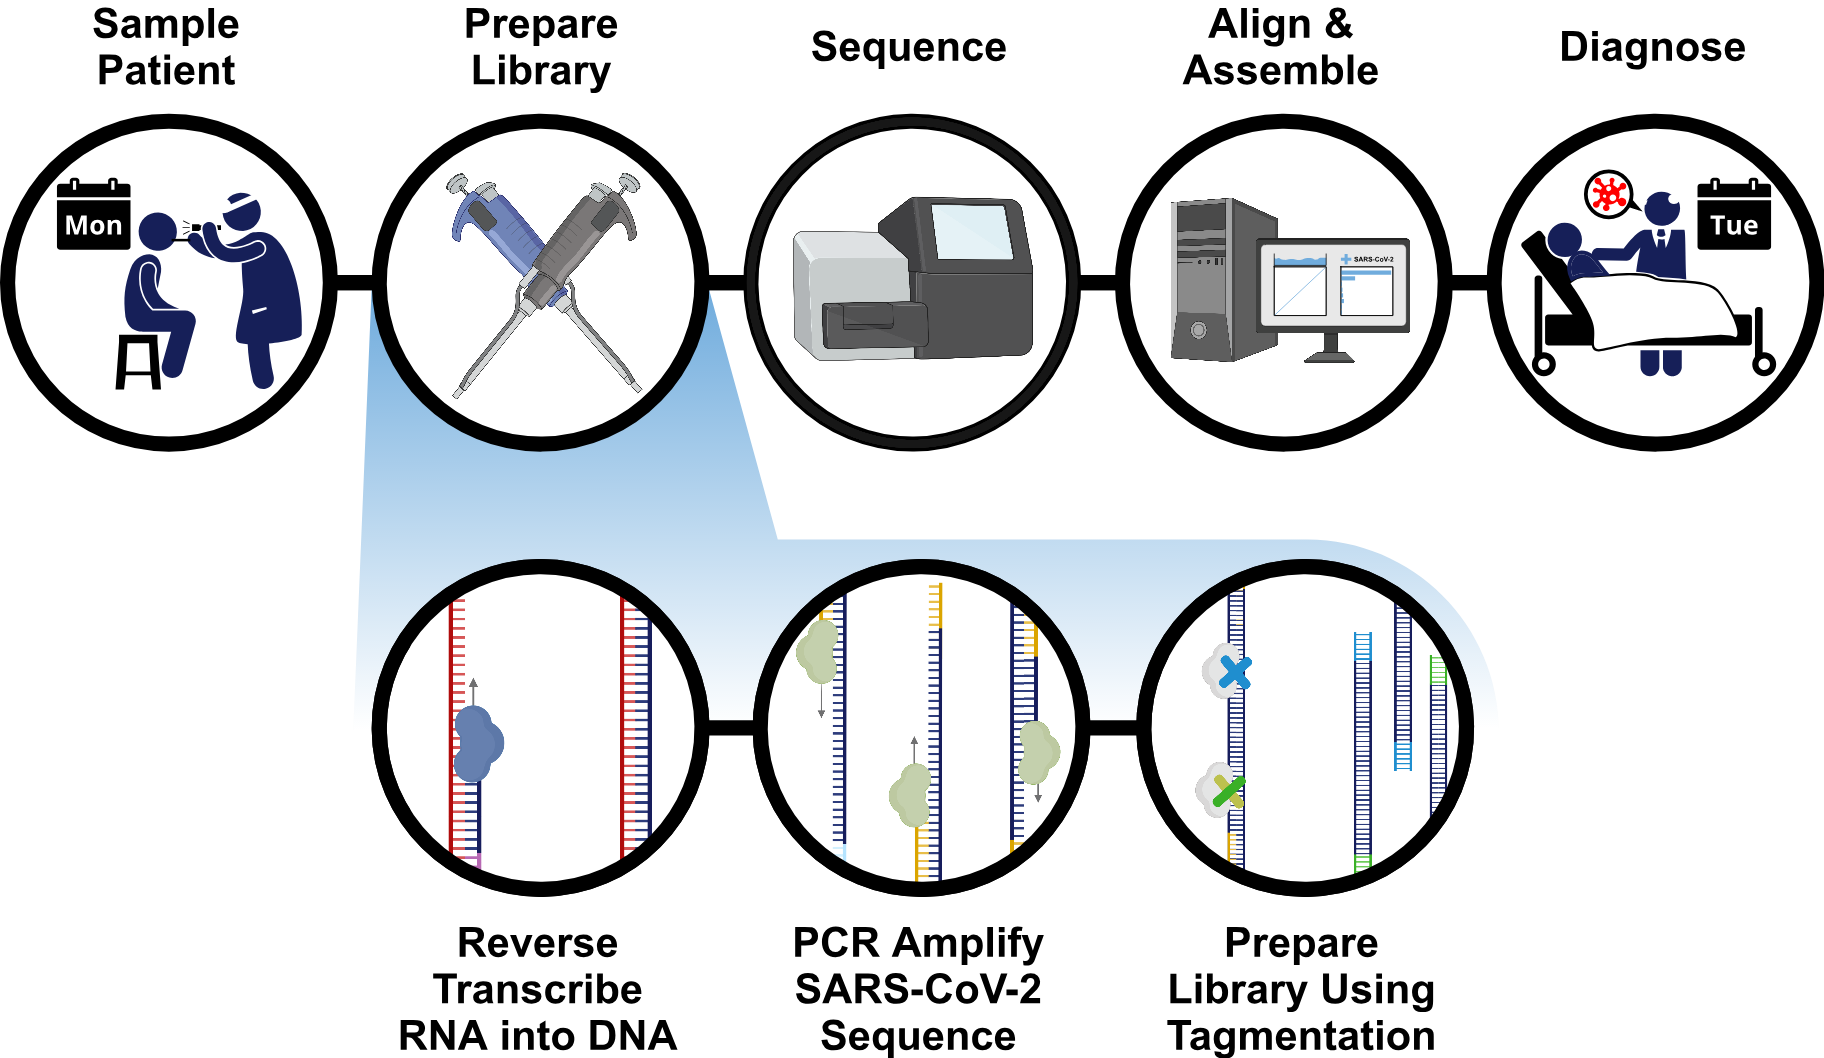 Sample
Patient
Prepare
Library
Sequence
Align &
Assemble
Diagnose
Mon
SARS-CoV-2
Tue
Reverse
Transcribe
RNA into DNA
PCR Amplify
SARS-CoV-2
Sequence
Prepare
Library Using
Tagmentation